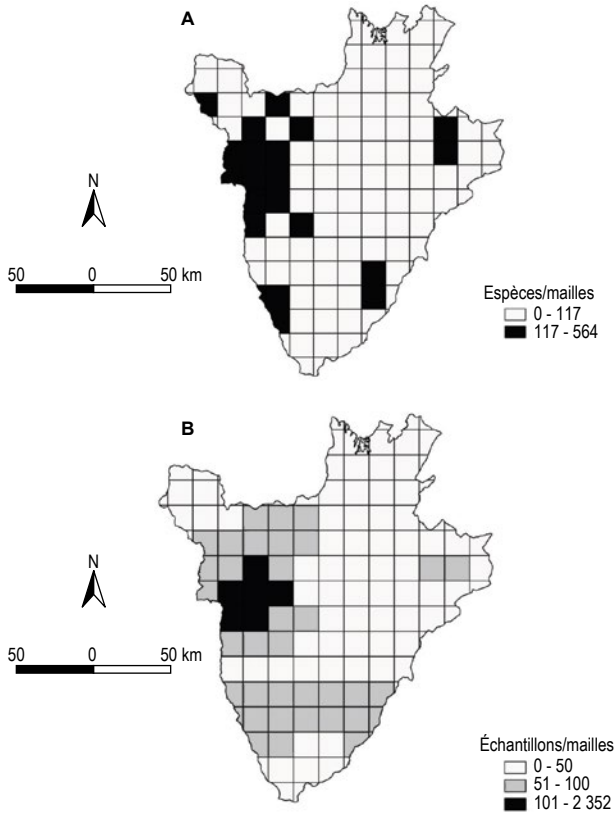 A
N
50 0 50 km
Espèces/mailles
0 - 117
117 - 564
B
N
50 0 50 km
Échantillons/mailles
0 - 50
51 - 100
101 - 2 352